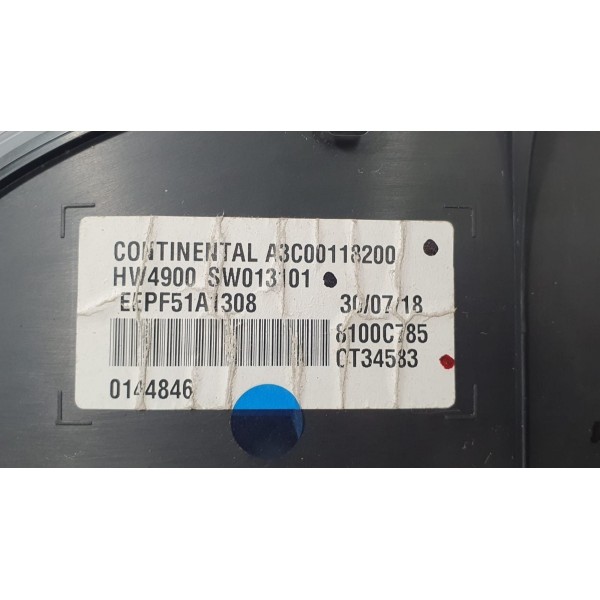 CONTINENTAL A3C00118200
HW4900 SW013101
EEPF51A1308 30/07/18
8100C785
CT34583
0144846